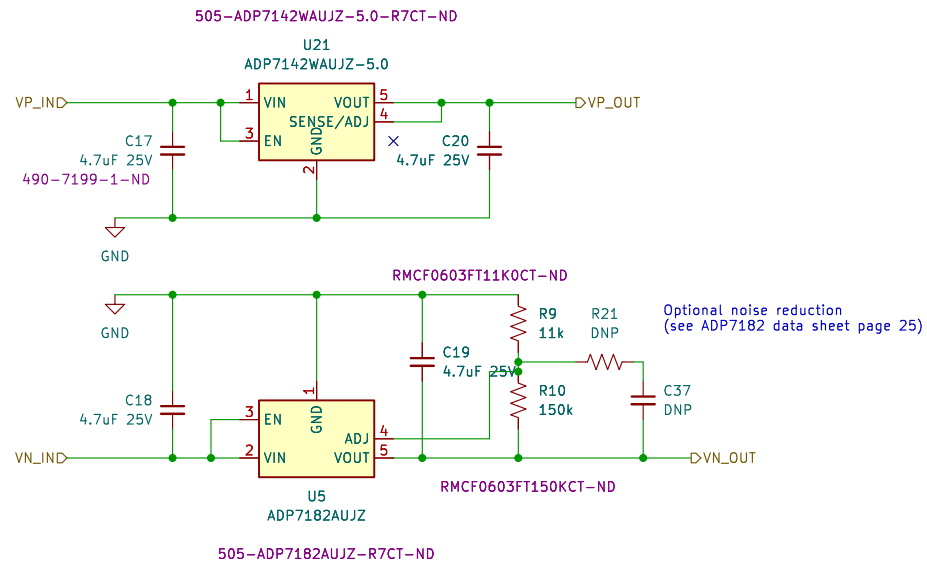 505-ADP7142WAUJZ-5.0-R7CT-ND
U21
ADP7142WAUJZ-5.0
VP_IN
1
VIN
VOUT
5
VP_OUT
SENSE/ADJ
4
3
EN
GND
2
C17
4.7uF 25V
490-7199-1-ND
C20
4.7uF 25V
GND
RMCF0603FT11K0CT-ND
GND
R9
11k
R21
DNP
Optional noise reduction
(see ADP7182 data sheet page 25)
C19
4.7uF 25V
R10
150k
C37
DNP
C18
4.7uF 25V
1
GND
3
EN
ADJ
4
VN_IN
2
VIN
VOUT
5
VN_OUT
U5
ADP7182AUJZ
RMCF0603FT150KCT-ND
505-ADP7182AUJZ-R7CT-ND